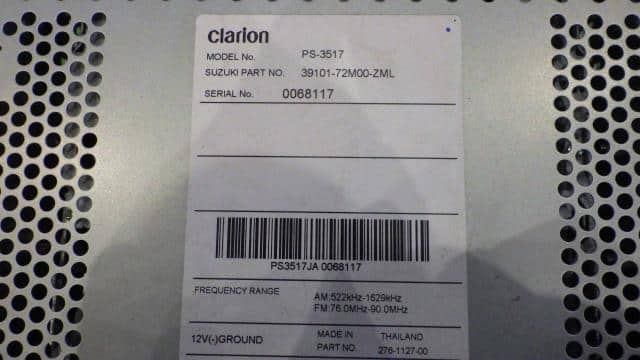 clarion
MODEL No. PS-3517
SUZUKI PART NO. 39101-72M00-ZML
SERIAL No. 0068117
PS3517JA 0068117
FREQUENCY RANGE AM:522kHz-1629kHz
FM:76.0MHz-90.0MHz
12V(-)GROUND MADE IN THAILAND
PART NO. 276-1127-00